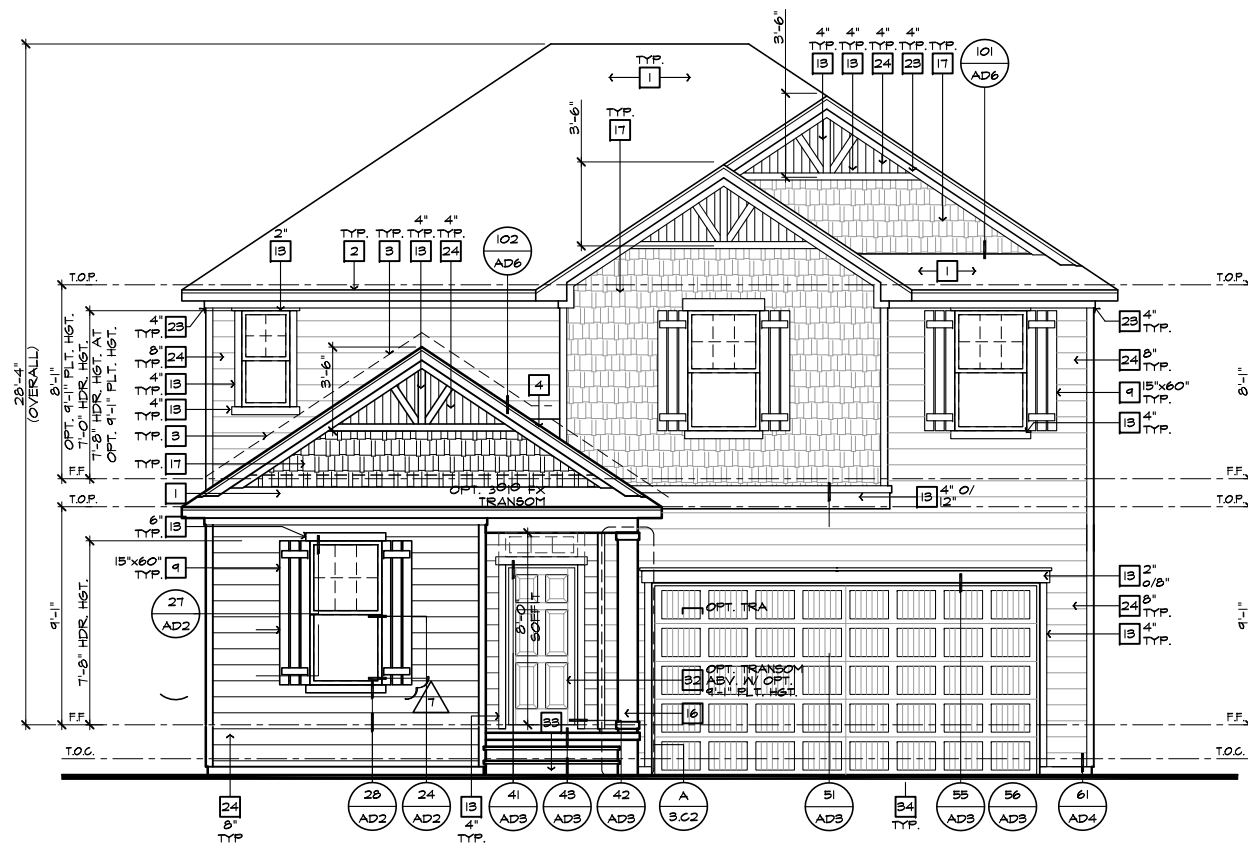 3'-6"
4"
TYP.
13
4"
TYP.
13
4"
TYP.
24
4"
TYP.
23
TYP.
17
101
AD6
TYP.
1
3'-6"
TYP.
17
2"
13
TYP.
2
TYP.
3
4"
TYP.
13
4"
TYP.
24
102
AD6
1
T.O.P.
T.O.P.
28'-4"
(OVERALL)
8'-1"
OPT. 9'-1" PLT. HGT.
7'-0" HDR. HGT.
7'-8" HDR. HGT. AT
OPT. 9'-1" PLT. HGT.
4"
TYP.
23
8"
TYP.
24
4"
TYP.
13
4"
TYP.
13
TYP.
3
TYP.
17
3'-6"
4
23
4"
TYP.
24
8"
TYP.
9
15"x60"
TYP.
13
4"
TYP.
8'-1"
F.F
F.F
T.O.P.
T.O.P.
1
OPT. 3010 FX
TRANSOM
13
4" O/
12"
6"
TYP.
13
15"x60"
TYP.
9
27
AD2
9'-1"
7'-8" HDR. HGT.
8'-0"
SOFFIT
OPT. TRA
32
OPT. TRANSOM
ABV. W/ OPT.
9'-1" PLT. HGT.
16
7
33
13
2"
O/8"
24
8"
TYP.
13
4"
TYP.
9'-1"
F.F
F.F
T.O.C.
T.O.C.
24
8"
TYP
28
AD2
24
AD2
13
4"
TYP.
41
AD3
43
AD3
42
AD3
A
3.C2
51
AD3
34
TYP.
55
AD3
56
AD3
61
AD4